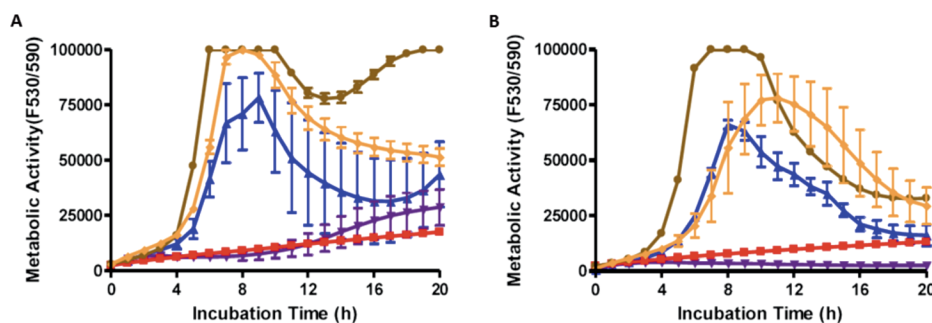 A
Metabolic Activity(F530/590)
100000
75000
50000
25000
0
0 4 8 12 16 20
Incubation Time (h)
B
Metabolic Activity (F530/590)
100000
75000
50000
25000
0
0 4 8 12 16 20
Incubation Time (h)